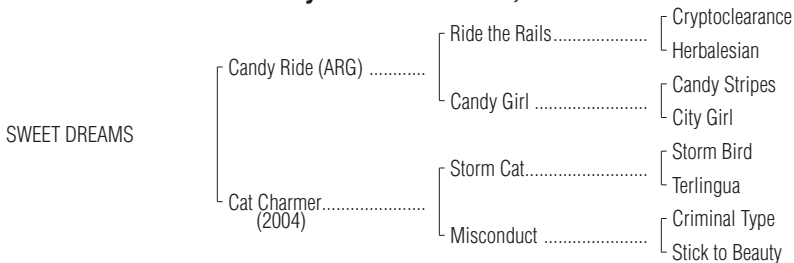 Cryptoclearance
Ride the Rails....................
Herbalesian
Candy Ride (ARG) ............
Candy Stripes
Candy Girl ........................
City Girl
SWEET DREAMS
Storm Bird
Storm Cat..........................
Terlingua
Cat Charmer......................
(2004)
Criminal Type
Misconduct ......................
Stick to Beauty